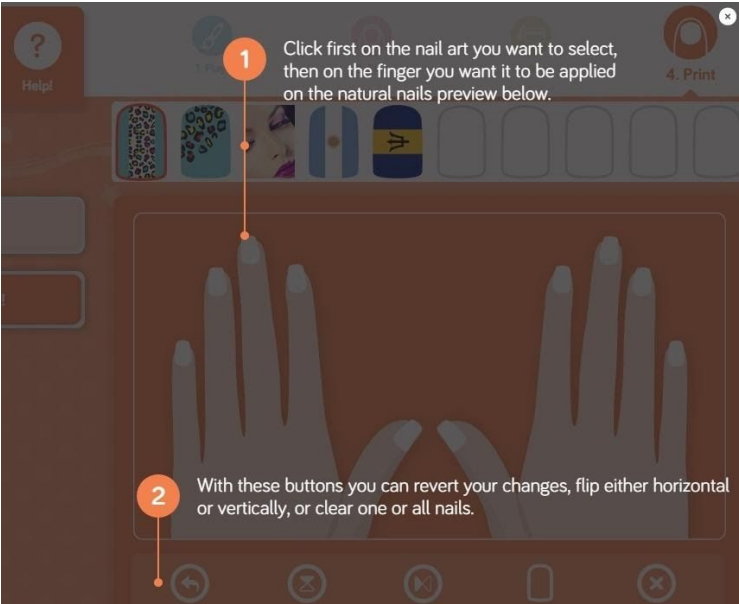 ?
Help!
4. Print
1
Click first on the nail art you want to select,
then on the finger you want it to be applied
on the natural nails preview below.
2
With these buttons you can revert your changes, flip either horizontal
or vertically, or clear one or all nails.